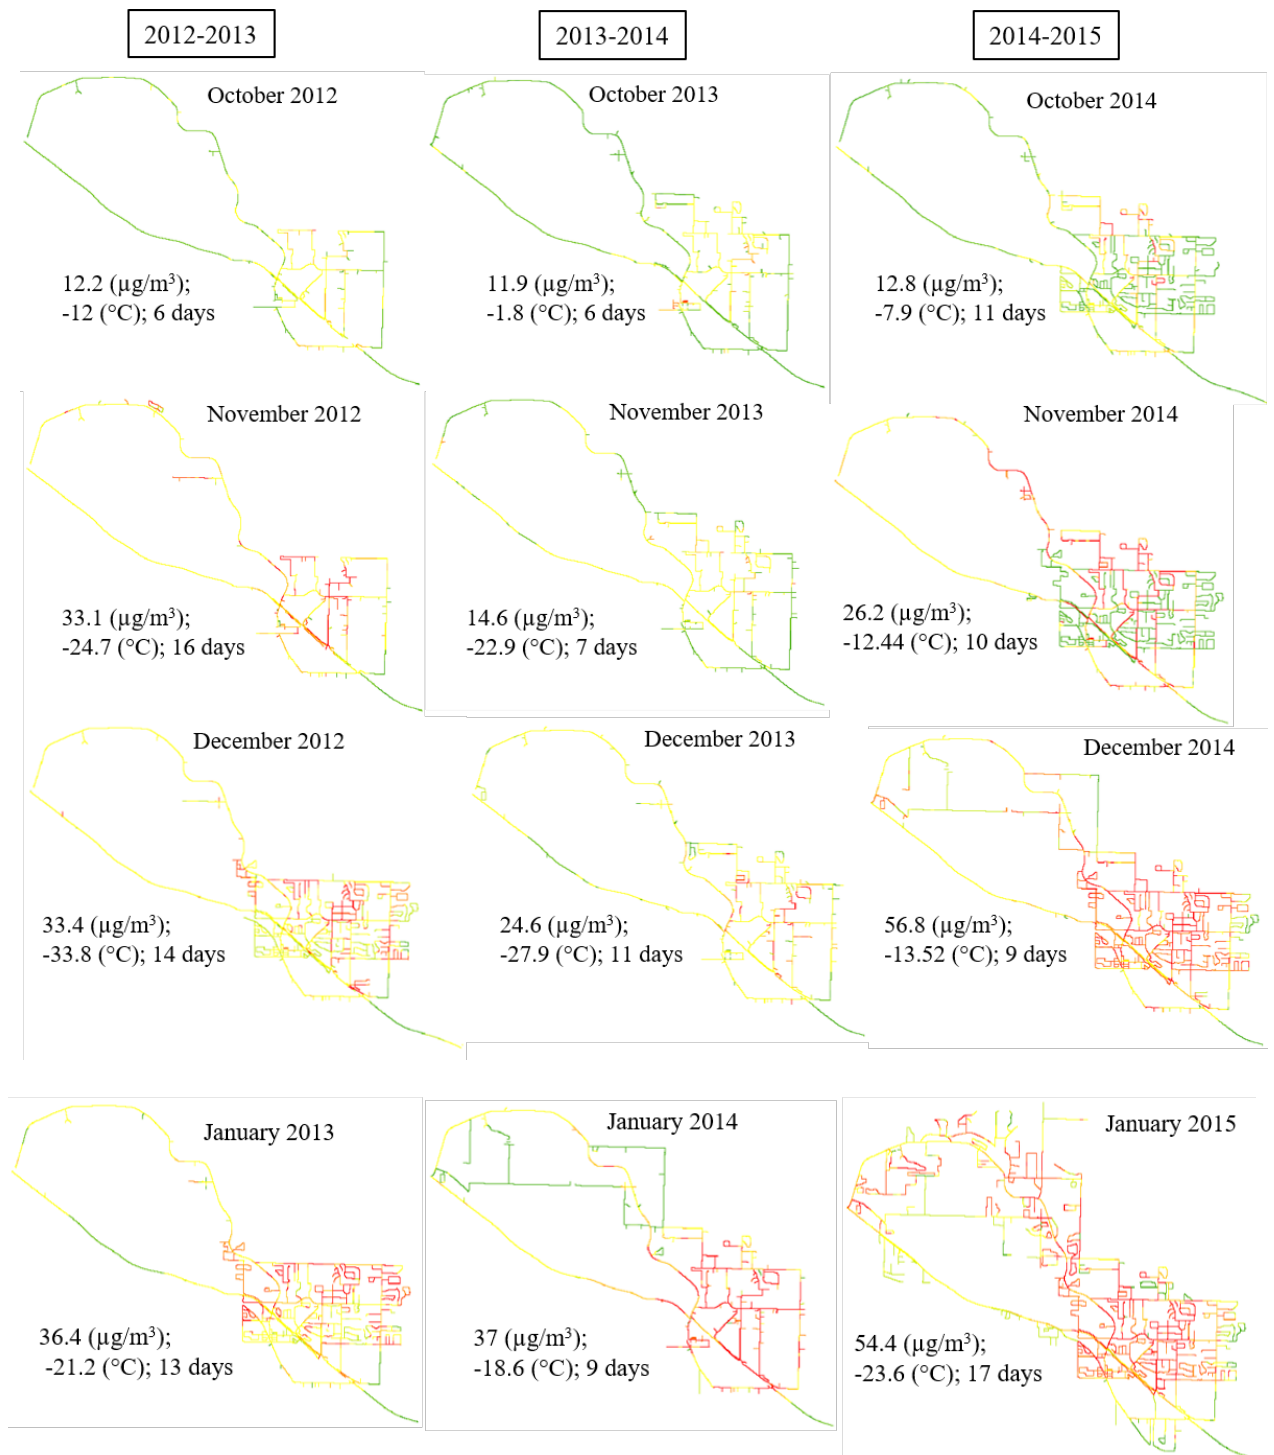 2012-2013
2013-2014
2014-2015
October 2012
12.2 (µg/m³);
-12 (°C); 6 days
October 2013
11.9 (µg/m³);
-1.8 (°C); 6 days
October 2014
12.8 (µg/m³);
-7.9 (°C); 11 days
November 2012
33.1 (µg/m³);
-24.7 (°C); 16 days
November 2013
14.6 (µg/m³);
-22.9 (°C); 7 days
November 2014
26.2 (µg/m³);
-12.44 (°C); 10 days
December 2012
33.4 (µg/m³);
-33.8 (°C); 14 days
December 2013
24.6 (µg/m³);
-27.9 (°C); 11 days
December 2014
56.8 (µg/m³);
-13.52 (°C); 9 days
January 2013
36.4 (µg/m³);
-21.2 (°C); 13 days
January 2014
37 (µg/m³);
-18.6 (°C); 9 days
January 2015
54.4 (µg/m³);
-23.6 (°C); 17 days